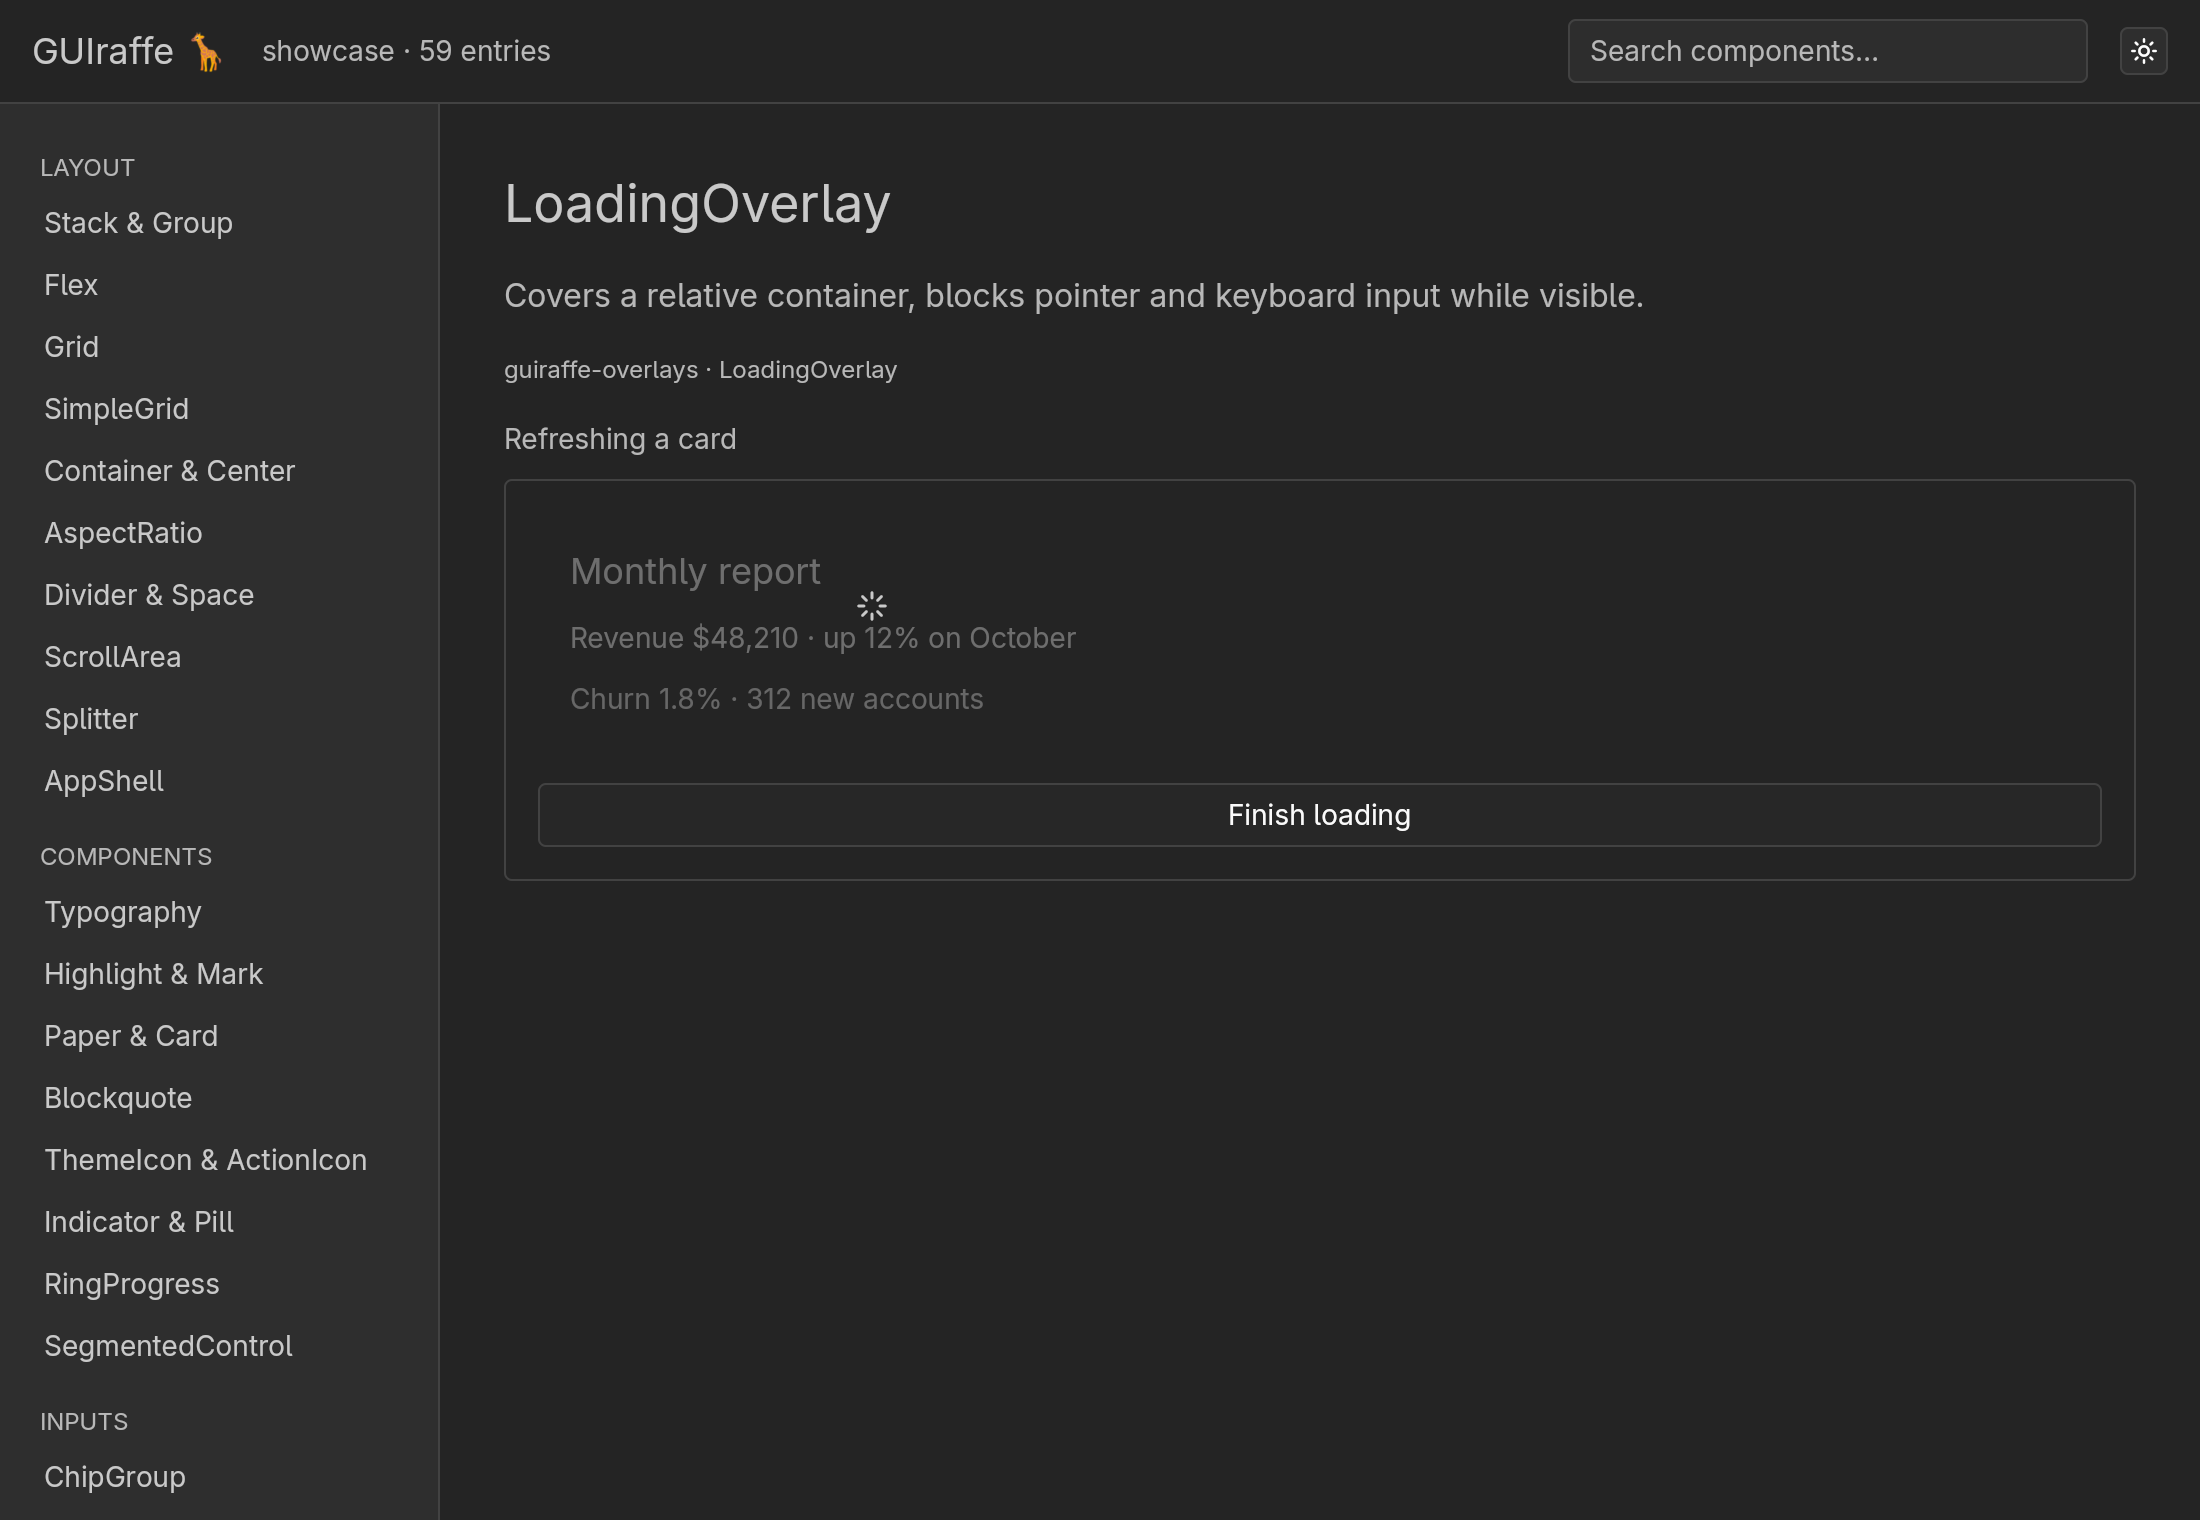 GUIraffe 🦒 showcase · 59 entries
Search components...
LAYOUT
Stack & Group
Flex
Grid
SimpleGrid
Container & Center
AspectRatio
Divider & Space
ScrollArea
Splitter
AppShell
COMPONENTS
Typography
Highlight & Mark
Paper & Card
Blockquote
ThemeIcon & ActionIcon
Indicator & Pill
RingProgress
SegmentedControl
INPUTS
ChipGroup
LoadingOverlay
Covers a relative container, blocks pointer and keyboard input while visible.
guiraffe-overlays · LoadingOverlay
Refreshing a card
Monthly report
Revenue $48,210 · up 12% on October
Churn 1.8% · 312 new accounts
Finish loading